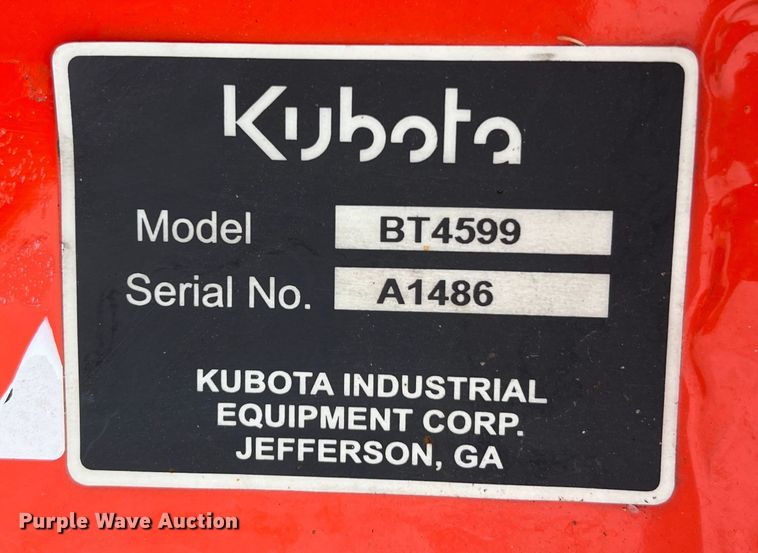 Kubota
Model BT4599
Serial No. A1486
KUBOTA INDUSTRIAL
EQUIPMENT CORP.
JEFFERSON, GA
Purple Wave Auction